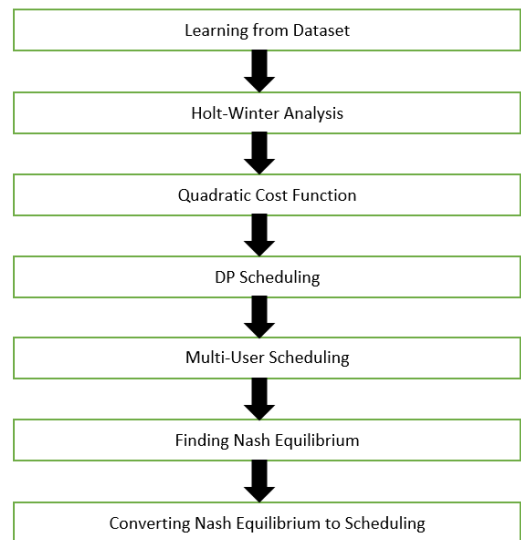 Learning from Dataset
Holt-Winter Analysis
Quadratic Cost Function
DP Scheduling
Multi-User Scheduling
Finding Nash Equilibrium
Converting Nash Equilibrium to Scheduling